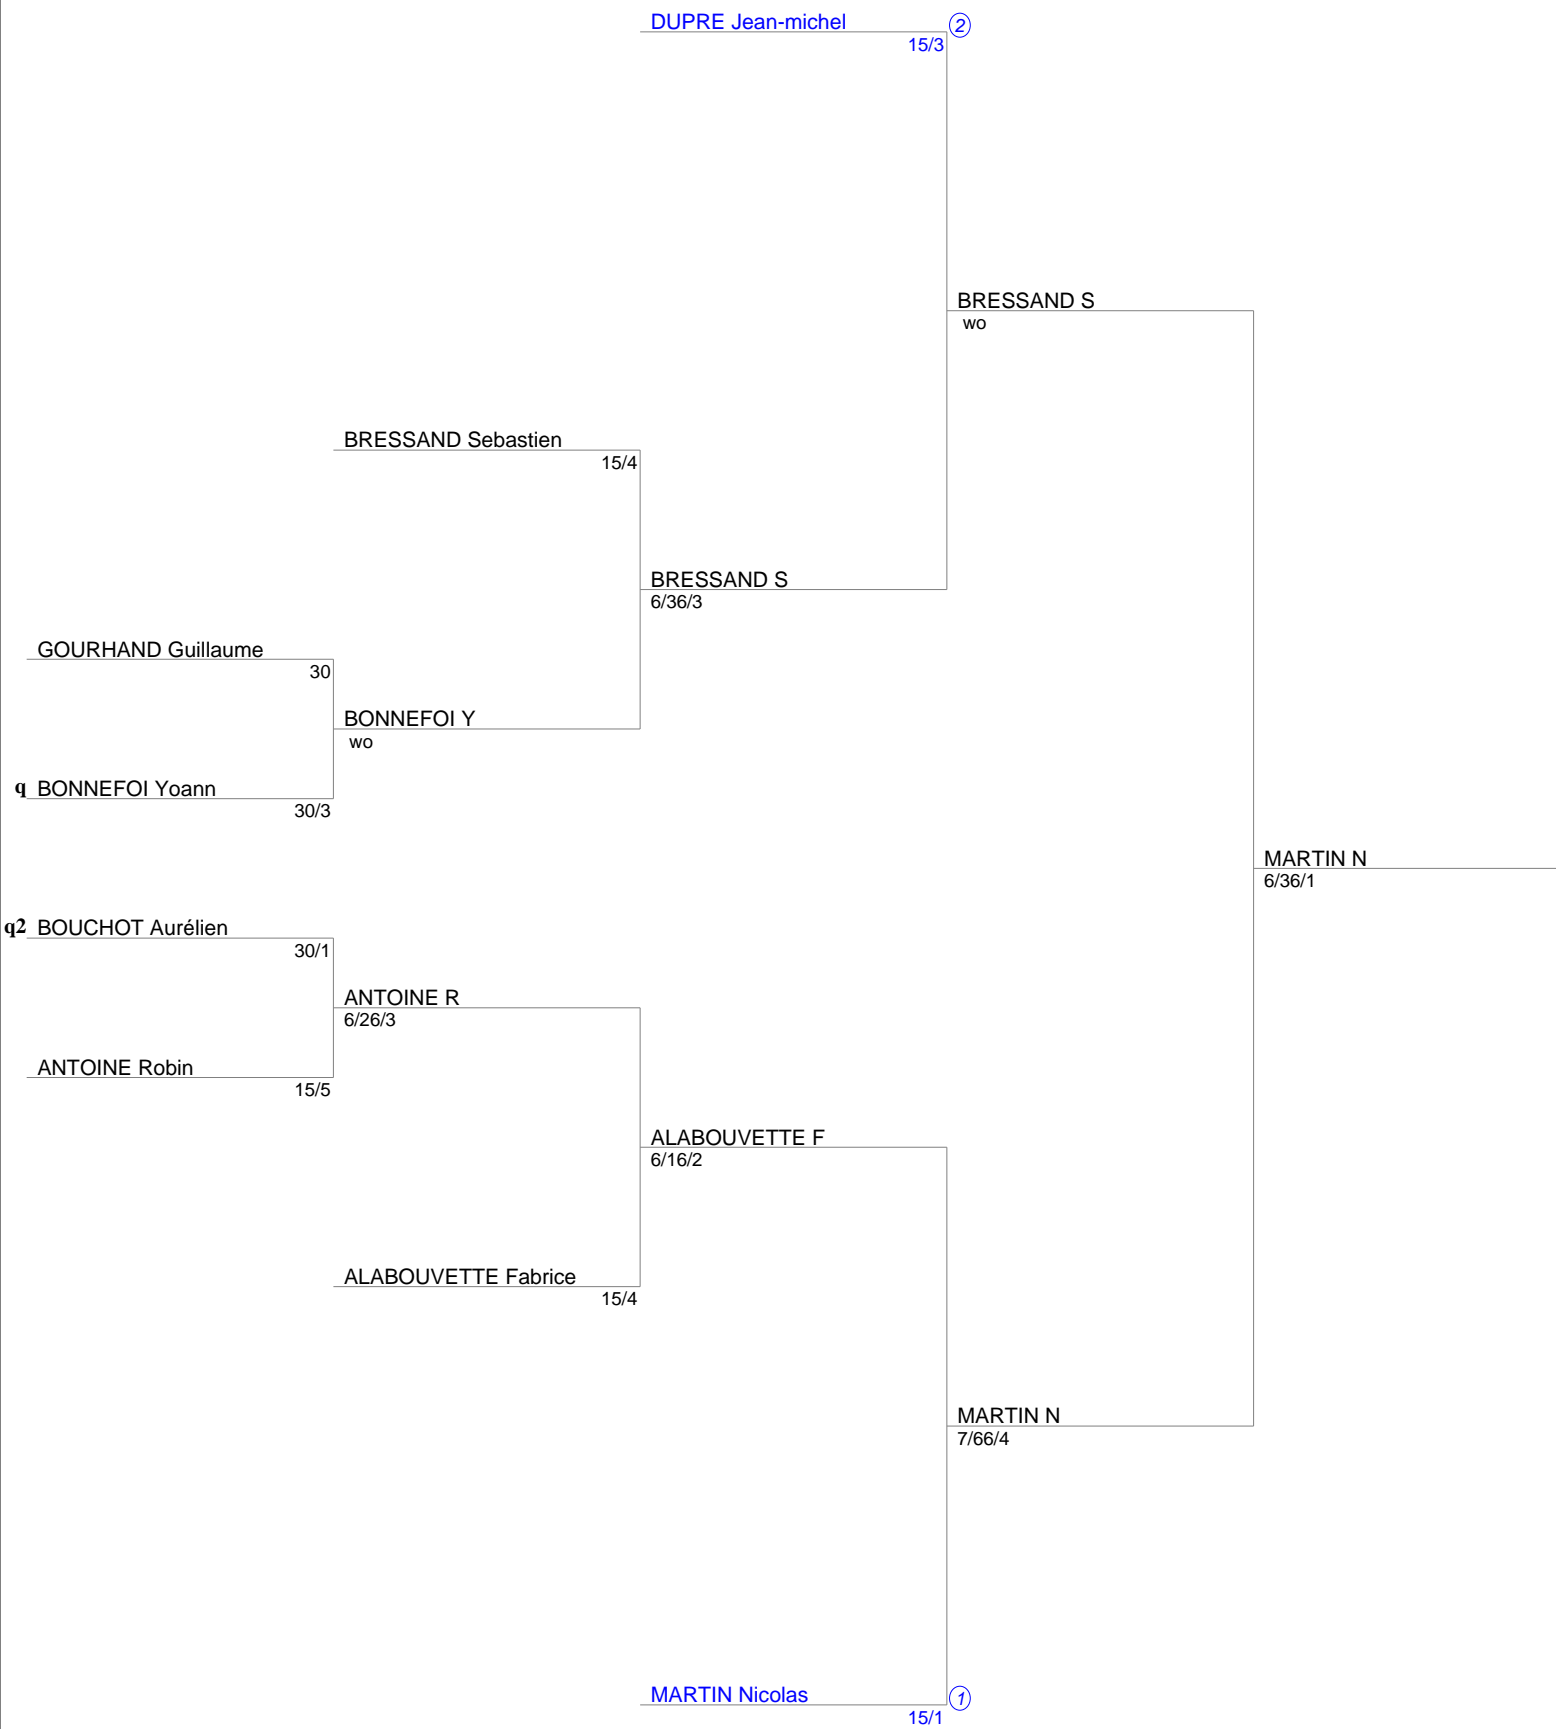 DUPRE Jean-michel
2
15/3
BRESSAND S
wo
BRESSAND Sebastien
15/4
BRESSAND S
6/36/3
GOURHAND Guillaume
30
BONNEFOI Y
wo
q BONNEFOI Yoann
30/3
MARTIN N
6/36/1
q2 BOUCHOT Aurélien
30/1
ANTOINE R
6/26/3
ANTOINE Robin
15/5
ALABOUVETTE F
6/16/2
ALABOUVETTE Fabrice
15/4
MARTIN N
7/66/4
MARTIN Nicolas
1
15/1